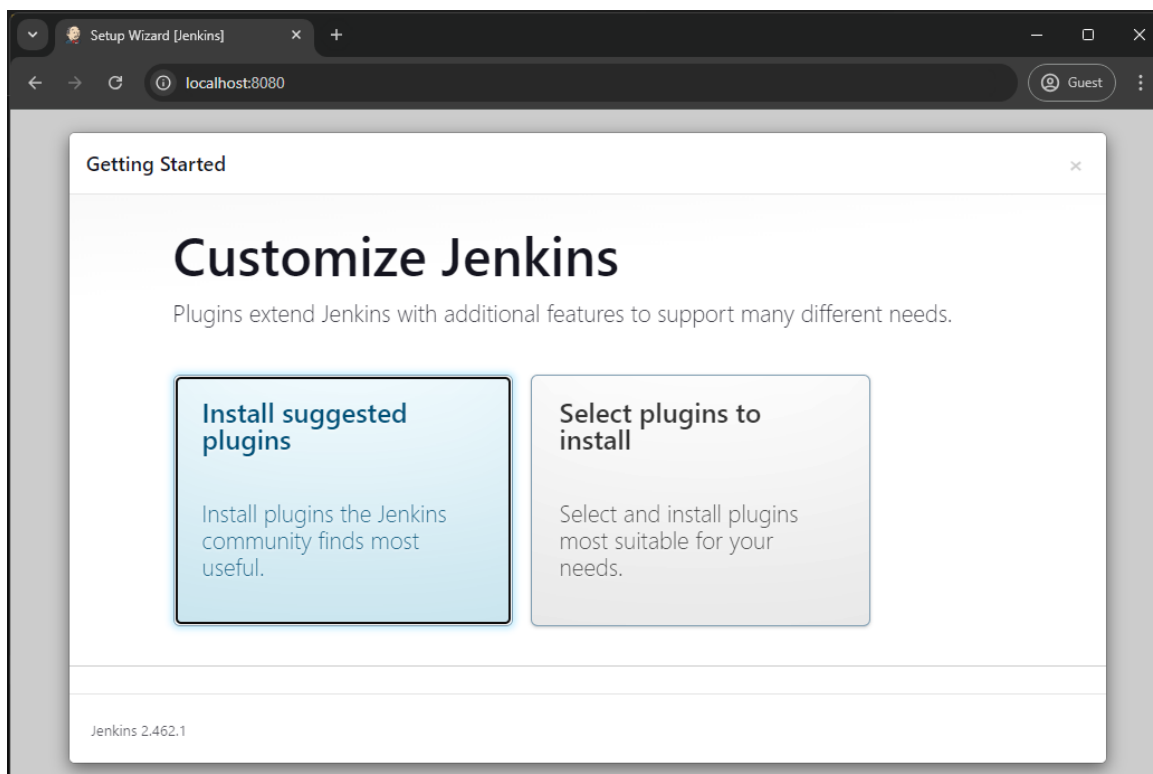 Setup Wizard [Jenkins]
localhost:8080
Guest
Getting Started
Customize Jenkins
Plugins extend Jenkins with additional features to support many different needs.
Install suggested
plugins
Install plugins the Jenkins
community finds most
useful.
Select plugins to
install
Select and install plugins
most suitable for your
needs.
Jenkins 2.462.1